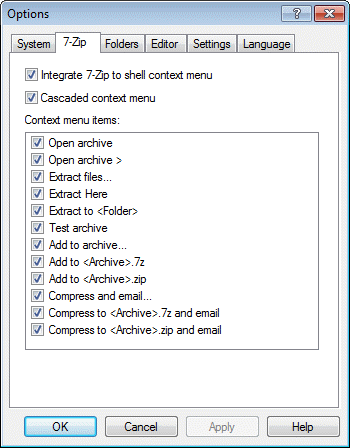 Options
System 7-Zip Folders Editor Settings Language
Integrate 7-Zip to shell context menu
Cascaded context menu
Context menu items:
Open archive
Open archive >
Extract files...
Extract Here
Extract to <Folder>
Test archive
Add to archive...
Add to <Archive>.7z
Add to <Archive>.zip
Compress and email...
Compress to <Archive>.7z and email
Compress to <Archive>.zip and email
OK Cancel Apply Help